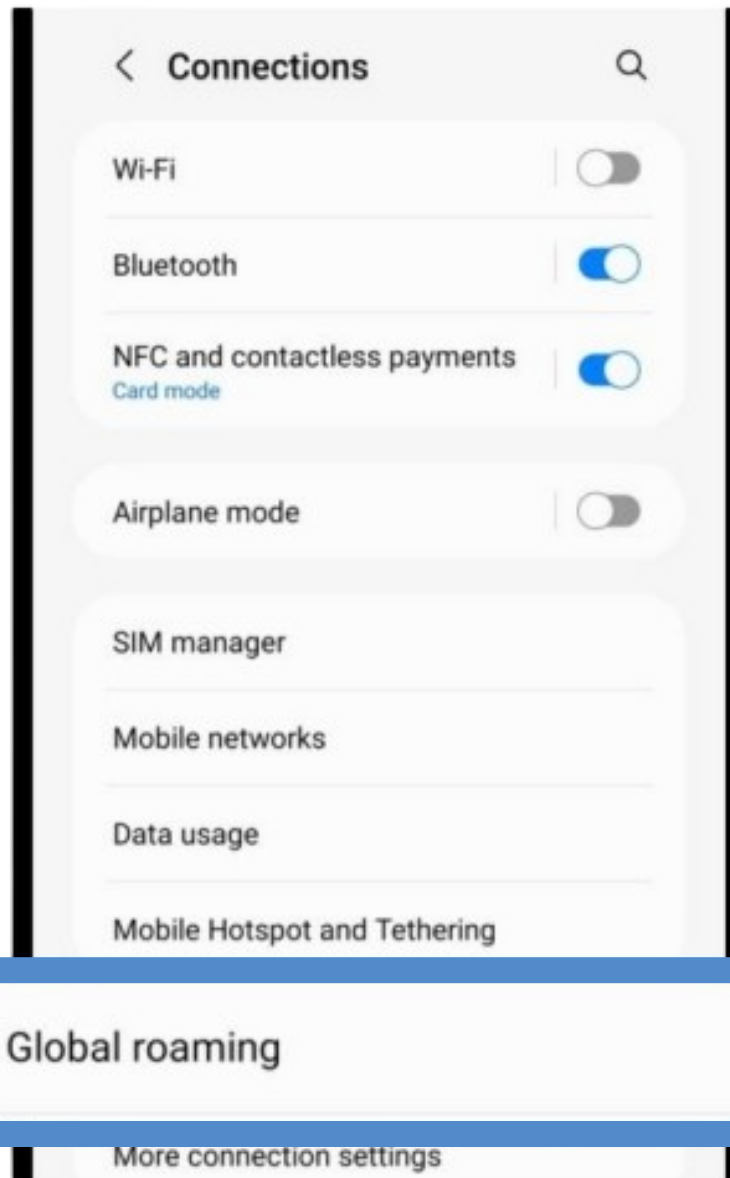 Connections
Wi-Fi
Bluetooth
NFC and contactless payments
Card mode
Airplane mode
SIM manager
Mobile networks
Data usage
Mobile Hotspot and Tethering
Global roaming
More connection settings